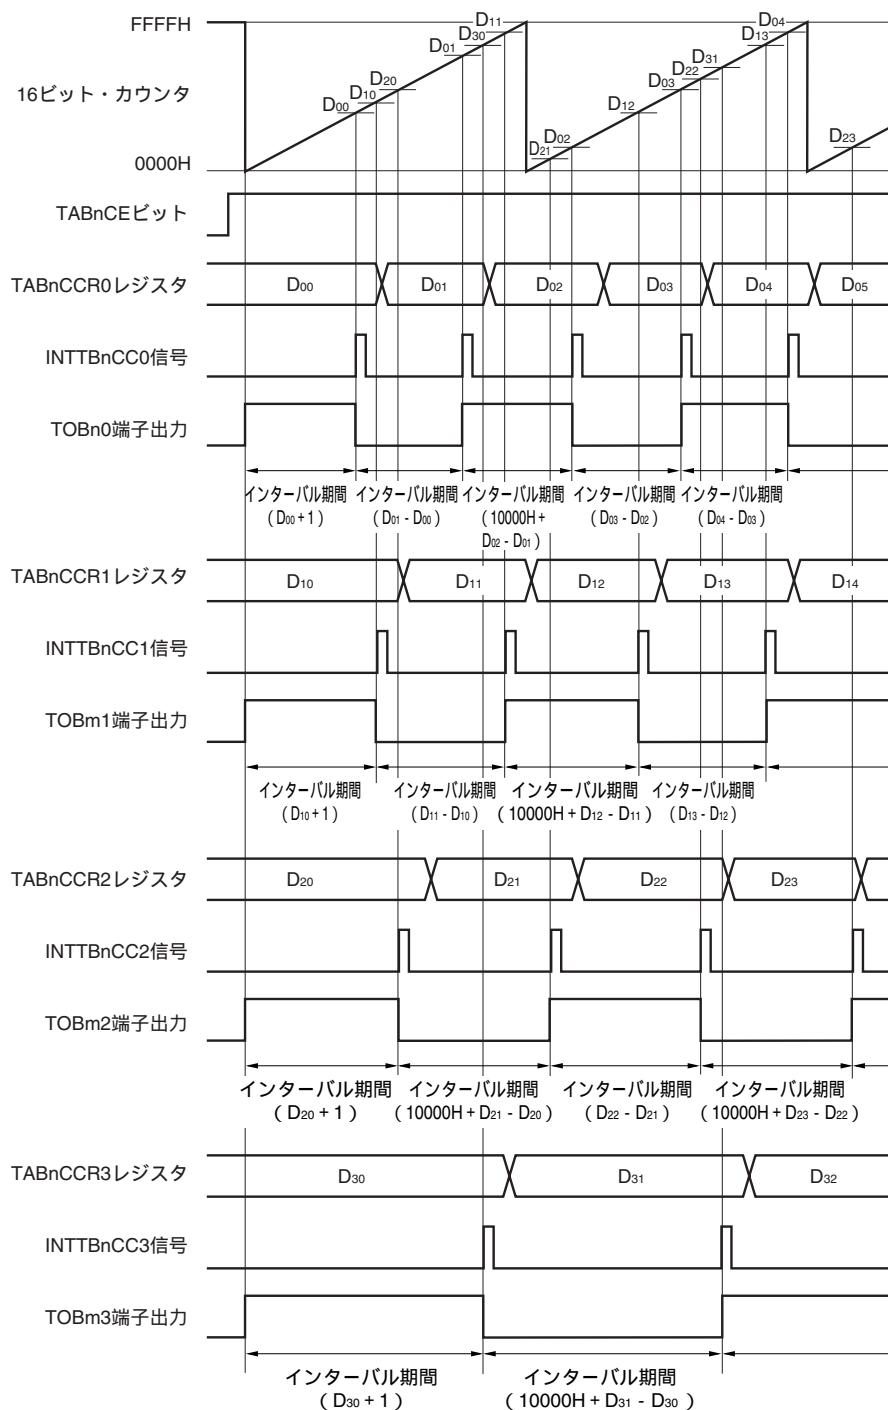 FFFFH
16ビット・カウンタ
0000H
D00 D10 D20 D01 D30 D11 D21 D02 D12 D03 D22 D31 D13 D04 D23
TABnCEビット
TABnCCR0レジスタ D00 D01 D02 D03 D04 D05
INTTBnCC0信号
TOBn0端子出力
インターバル期間 インターバル期間 インターバル期間 インターバル期間 インターバル期間
(D00 + 1) (D01 - D00) (10000H + (D03 - D02) (D04 - D03)
D02 - D01)
TABnCCR1レジスタ D10 D11 D12 D13 D14
INTTBnCC1信号
TOBm1端子出力
インターバル期間 インターバル期間 インターバル期間 インターバル期間
(D10 + 1) (D11 - D10) (10000H + D12 - D11) (D13 - D12)
TABnCCR2レジスタ D20 D21 D22 D23
INTTBnCC2信号
TOBm2端子出力
インターバル期間 インターバル期間 インターバル期間 インターバル期間
(D20 + 1) (10000H + D21 - D20) (D22 - D21) (10000H + D23 - D22)
TABnCCR3レジスタ D30 D31 D32
INTTBnCC3信号
TOBm3端子出力
インターバル期間 インターバル期間
(D30 + 1) (10000H + D31 - D30)